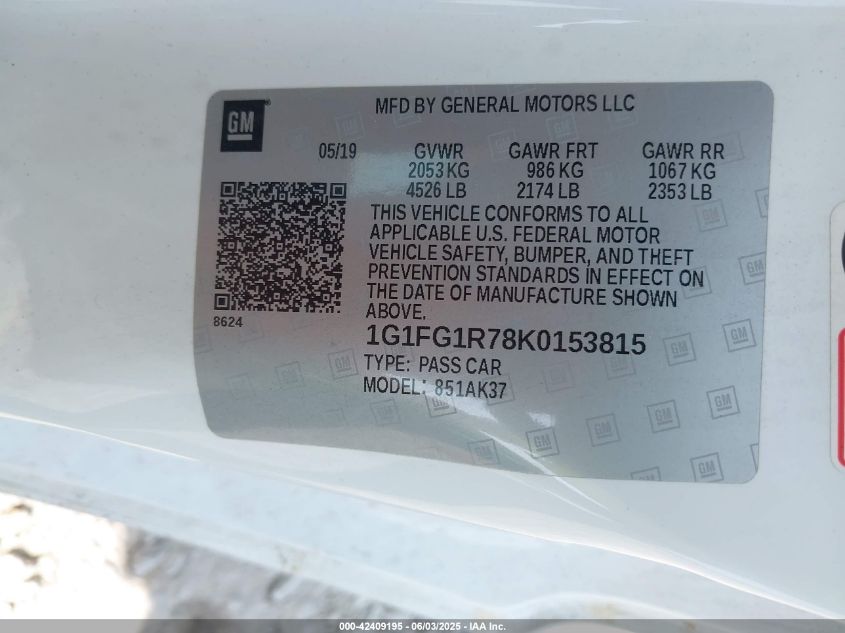 MFD BY GENERAL MOTORS LLC
GM
05/19 GVWR GAWR FRT GAWR RR
2053 KG 986 KG 1067 KG
4526 LB 2174 LB 2353 LB
THIS VEHICLE CONFORMS TO ALL
APPLICABLE U.S. FEDERAL MOTOR
VEHICLE SAFETY, BUMPER, AND THEFT
PREVENTION STANDARDS IN EFFECT ON
THE DATE OF MANUFACTURE SHOWN
ABOVE.
8624
1G1FG1R78K0153815
TYPE: PASS CAR
MODEL: 851AK37
000-42409195 - 06/03/2025 - IAA Inc.